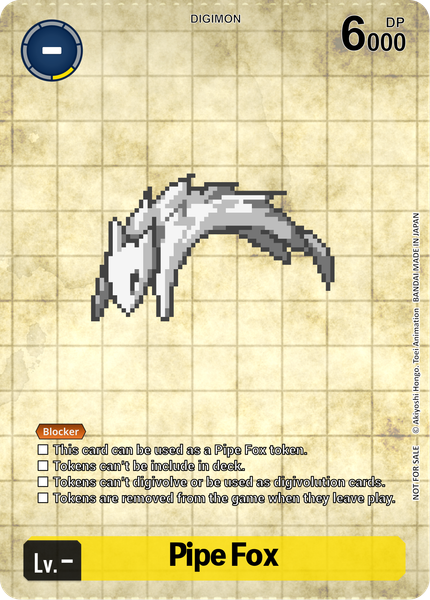 DIGIMON
-
DP
6000
© Akiyoshi Hongo, Toei Animation · BANDAI MADE IN JAPAN
NOT FOR SALE
Blocker
This card can be used as a Pipe Fox token.
Tokens can't be include in deck.
Tokens can't digivolve or be used as digivolution cards.
Tokens are removed from the game when they leave play.
Lv. -
Pipe Fox